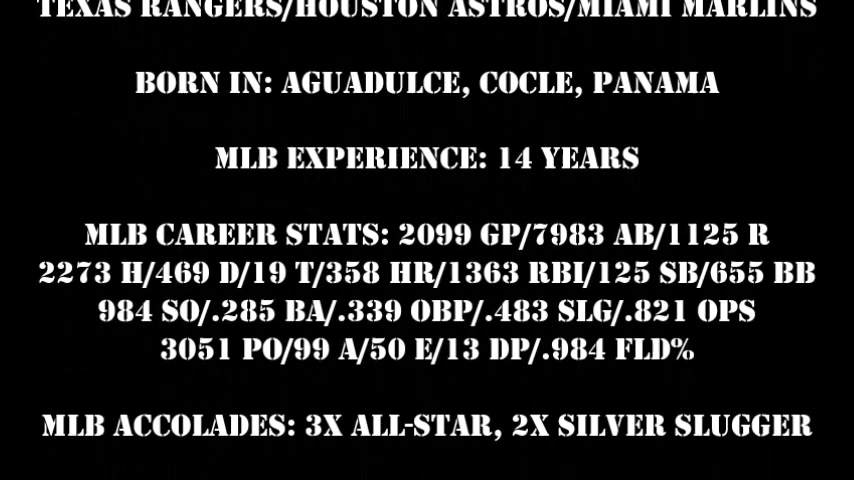 TEXAS RANGERS/HOUSTON ASTROS/MIAMI MARLINS
BORN IN: AGUADULCE, COCLE, PANAMA
MLB EXPERIENCE: 14 YEARS
MLB CAREER STATS: 2099 GP/7983 AB/1125 R
2273 H/469 D/19 T/358 HR/1363 RBI/125 SB/655 BB
984 SO/.285 BA/.339 OBP/.483 SLG/.821 OPS
3051 PO/99 A/50 E/13 DP/.984 FLD%
MLB ACCOLADES: 3X ALL-STAR, 2X SILVER SLUGGER